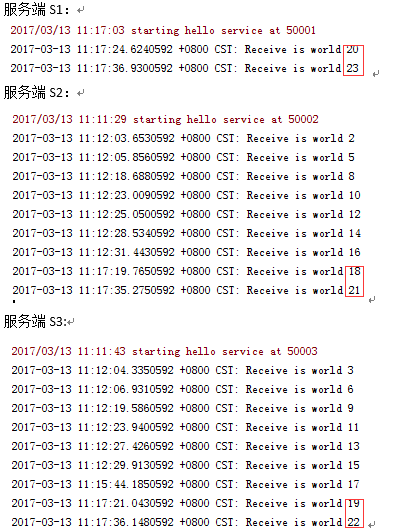 服务端 S1：
2017/03/13 11:17:03 starting hello service at 50001
2017-03-13 11:17:24.6240592 +0800 CST: Receive is world 20
2017-03-13 11:17:36.9300592 +0800 CST: Receive is world 23
服务端 S2：
2017/03/13 11:11:29 starting hello service at 50002
2017-03-13 11:12:03.6530592 +0800 CST: Receive is world 2
2017-03-13 11:12:05.8560592 +0800 CST: Receive is world 5
2017-03-13 11:12:18.6880592 +0800 CST: Receive is world 8
2017-03-13 11:12:23.0090592 +0800 CST: Receive is world 10
2017-03-13 11:12:25.0500592 +0800 CST: Receive is world 12
2017-03-13 11:12:28.5340592 +0800 CST: Receive is world 14
2017-03-13 11:12:31.4430592 +0800 CST: Receive is world 16
2017-03-13 11:17:19.7650592 +0800 CST: Receive is world 18
2017-03-13 11:17:35.2750592 +0800 CST: Receive is world 21
服务端 S3:
2017/03/13 11:11:43 starting hello service at 50003
2017-03-13 11:12:04.3350592 +0800 CST: Receive is world 3
2017-03-13 11:12:06.9310592 +0800 CST: Receive is world 6
2017-03-13 11:12:19.5860592 +0800 CST: Receive is world 9
2017-03-13 11:12:23.9400592 +0800 CST: Receive is world 11
2017-03-13 11:12:27.4260592 +0800 CST: Receive is world 13
2017-03-13 11:12:29.9130592 +0800 CST: Receive is world 15
2017-03-13 11:15:44.1850592 +0800 CST: Receive is world 17
2017-03-13 11:17:21.0430592 +0800 CST: Receive is world 19
2017-03-13 11:17:36.1480592 +0800 CST: Receive is world 22